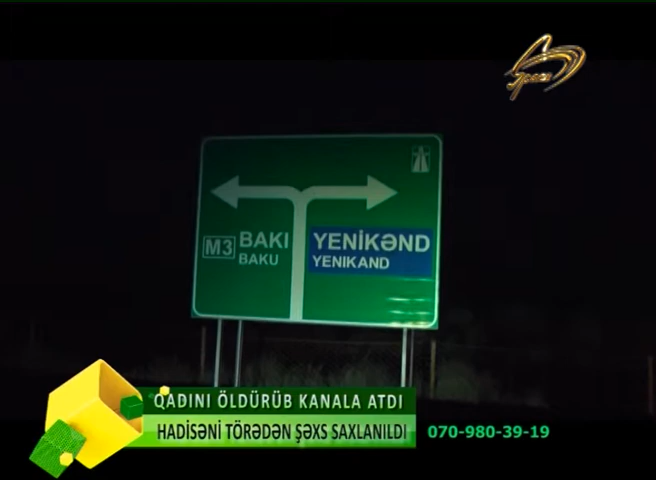 Space
M3 BAKI
BAKU
YENİKƏND
YENIKAND
QADINI ÖLDÜRÜB KANALA ATDI
HADİSƏNİ TÖRƏDƏN ŞƏXS SAXLANILDI
070-980-39-19